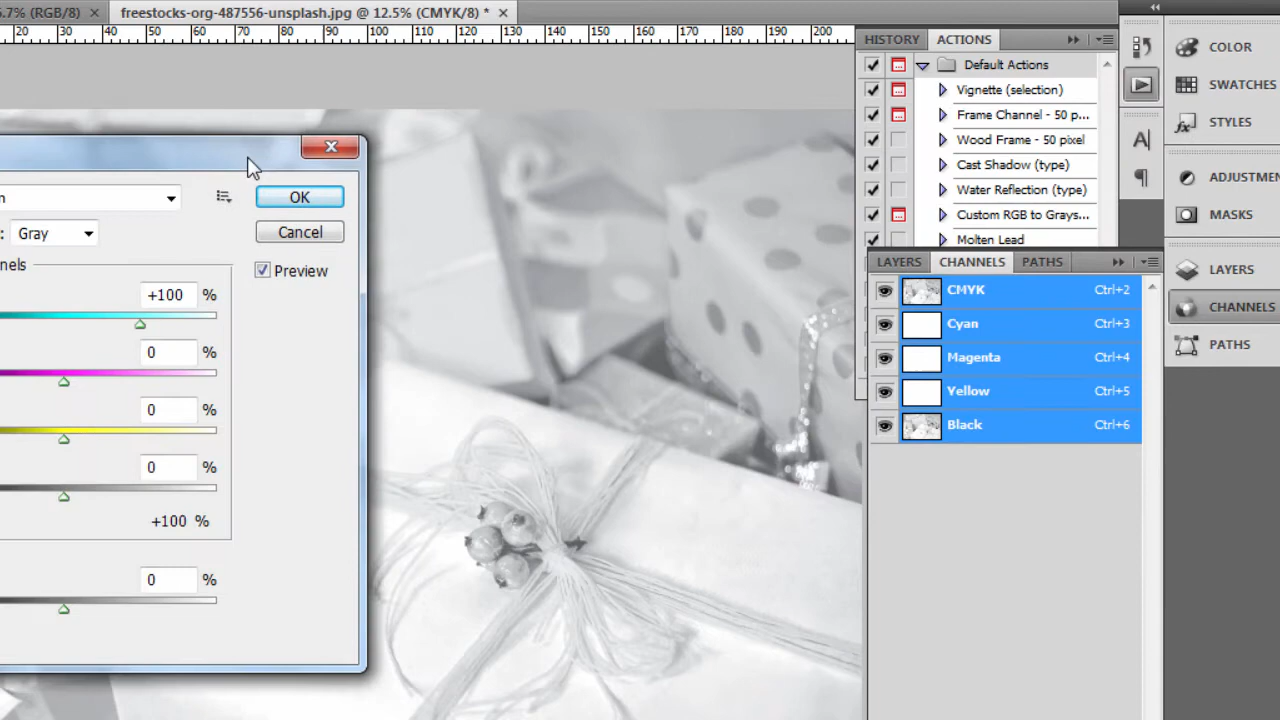 6.7% (RGB/8) ×
freestocks-org-487556-unsplash.jpg @ 12.5% (CMYK/8) * ×
20 30 40 50 60 70 80 90 100 110 120 130 140 150 160 170 180 190 200
HISTORY ACTIONS
Default Actions
Vignette (selection)
Frame Channel - 50 p...
Wood Frame - 50 pixel
Cast Shadow (type)
Water Reflection (type)
Custom RGB to Grays...
Molten Lead
LAYERS CHANNELS PATHS
CMYK Ctrl+2
Cyan Ctrl+3
Magenta Ctrl+4
Yellow Ctrl+5
Black Ctrl+6
COLOR
SWATCHES
STYLES
ADJUSTMEN
MASKS
LAYERS
CHANNELS
PATHS
n
OK
: Gray
Cancel
nels
Preview
+100 %
0 %
0 %
0 %
+100 %
0 %